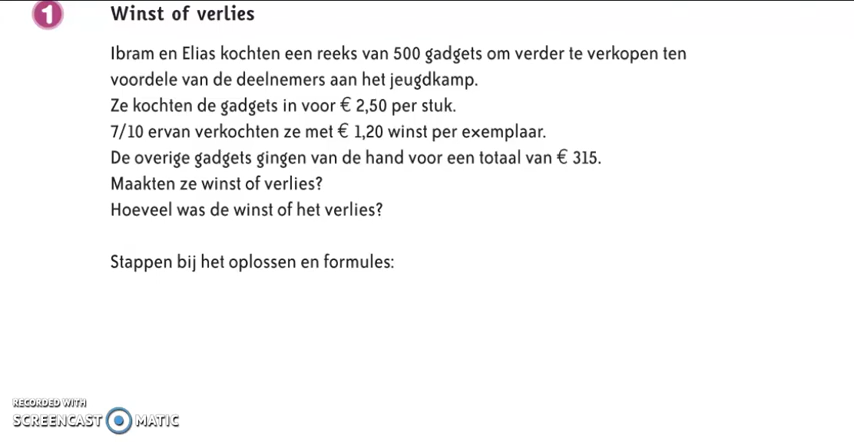 1
Winst of verlies
Ibram en Elias kochten een reeks van 500 gadgets om verder te verkopen ten
voordele van de deelnemers aan het jeugdkamp.
Ze kochten de gadgets in voor € 2,50 per stuk.
7/10 ervan verkochten ze met € 1,20 winst per exemplaar.
De overige gadgets gingen van de hand voor een totaal van € 315.
Maakten ze winst of verlies?
Hoeveel was de winst of het verlies?
Stappen bij het oplossen en formules:
RECORDED WITH
SCREENCAST MATIC